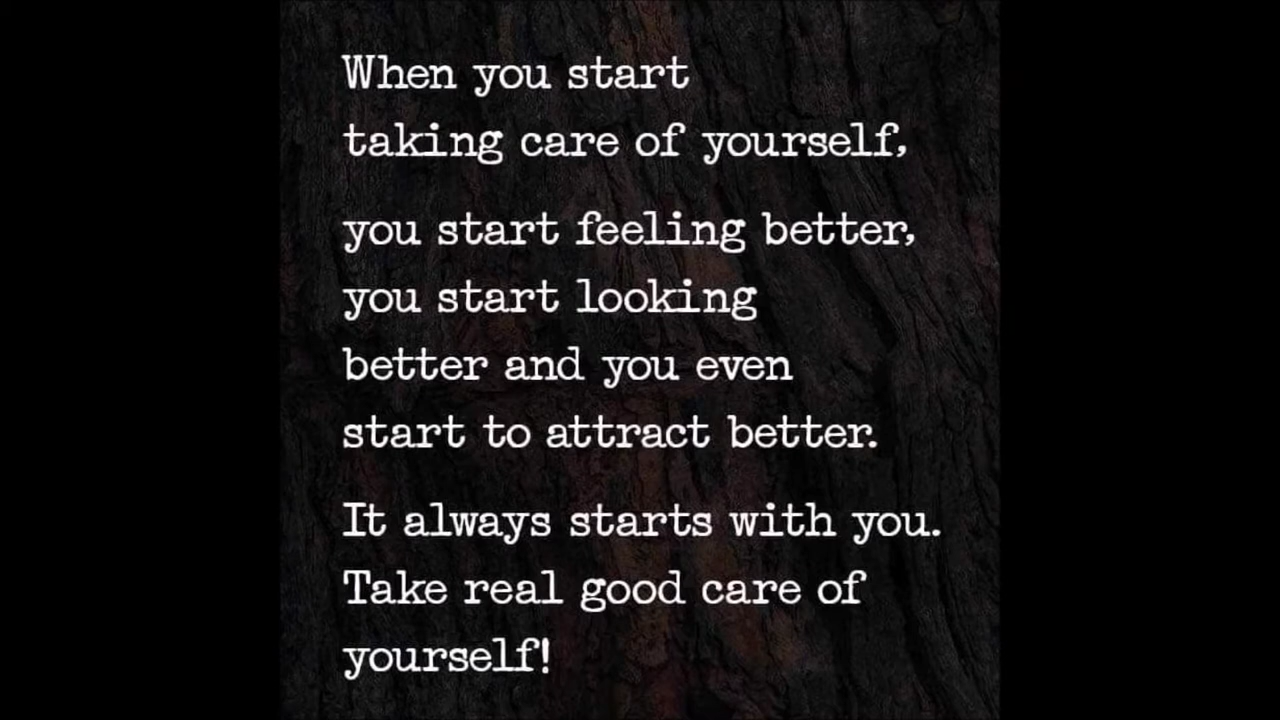 When you start
taking care of yourself,
you start feeling better,
you start looking
better and you even
start to attract better.
It always starts with you.
Take real good care of
yourself!